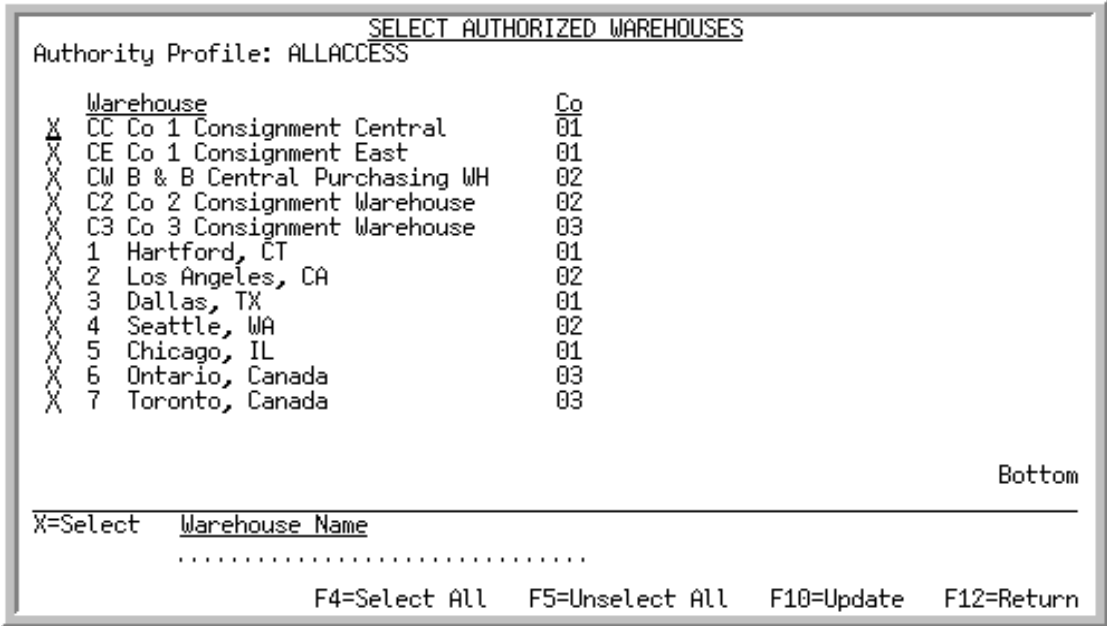 SELECT AUTHORIZED WAREHOUSES
Authority Profile: ALLACCESS
Warehouse Co
X CC Co 1 Consignment Central 01
X CE Co 1 Consignment East 01
X CW B & B Central Purchasing WH 02
X C2 Co 2 Consignment Warehouse 02
X C3 Co 3 Consignment Warehouse 03
X 1 Hartford, CT 01
X 2 Los Angeles, CA 02
X 3 Dallas, TX 01
X 4 Seattle, WA 02
X 5 Chicago, IL 01
X 6 Ontario, Canada 03
X 7 Toronto, Canada 03
Bottom
X=Select Warehouse Name
...............................
F4=Select All F5=Unselect All F10=Update F12=Return